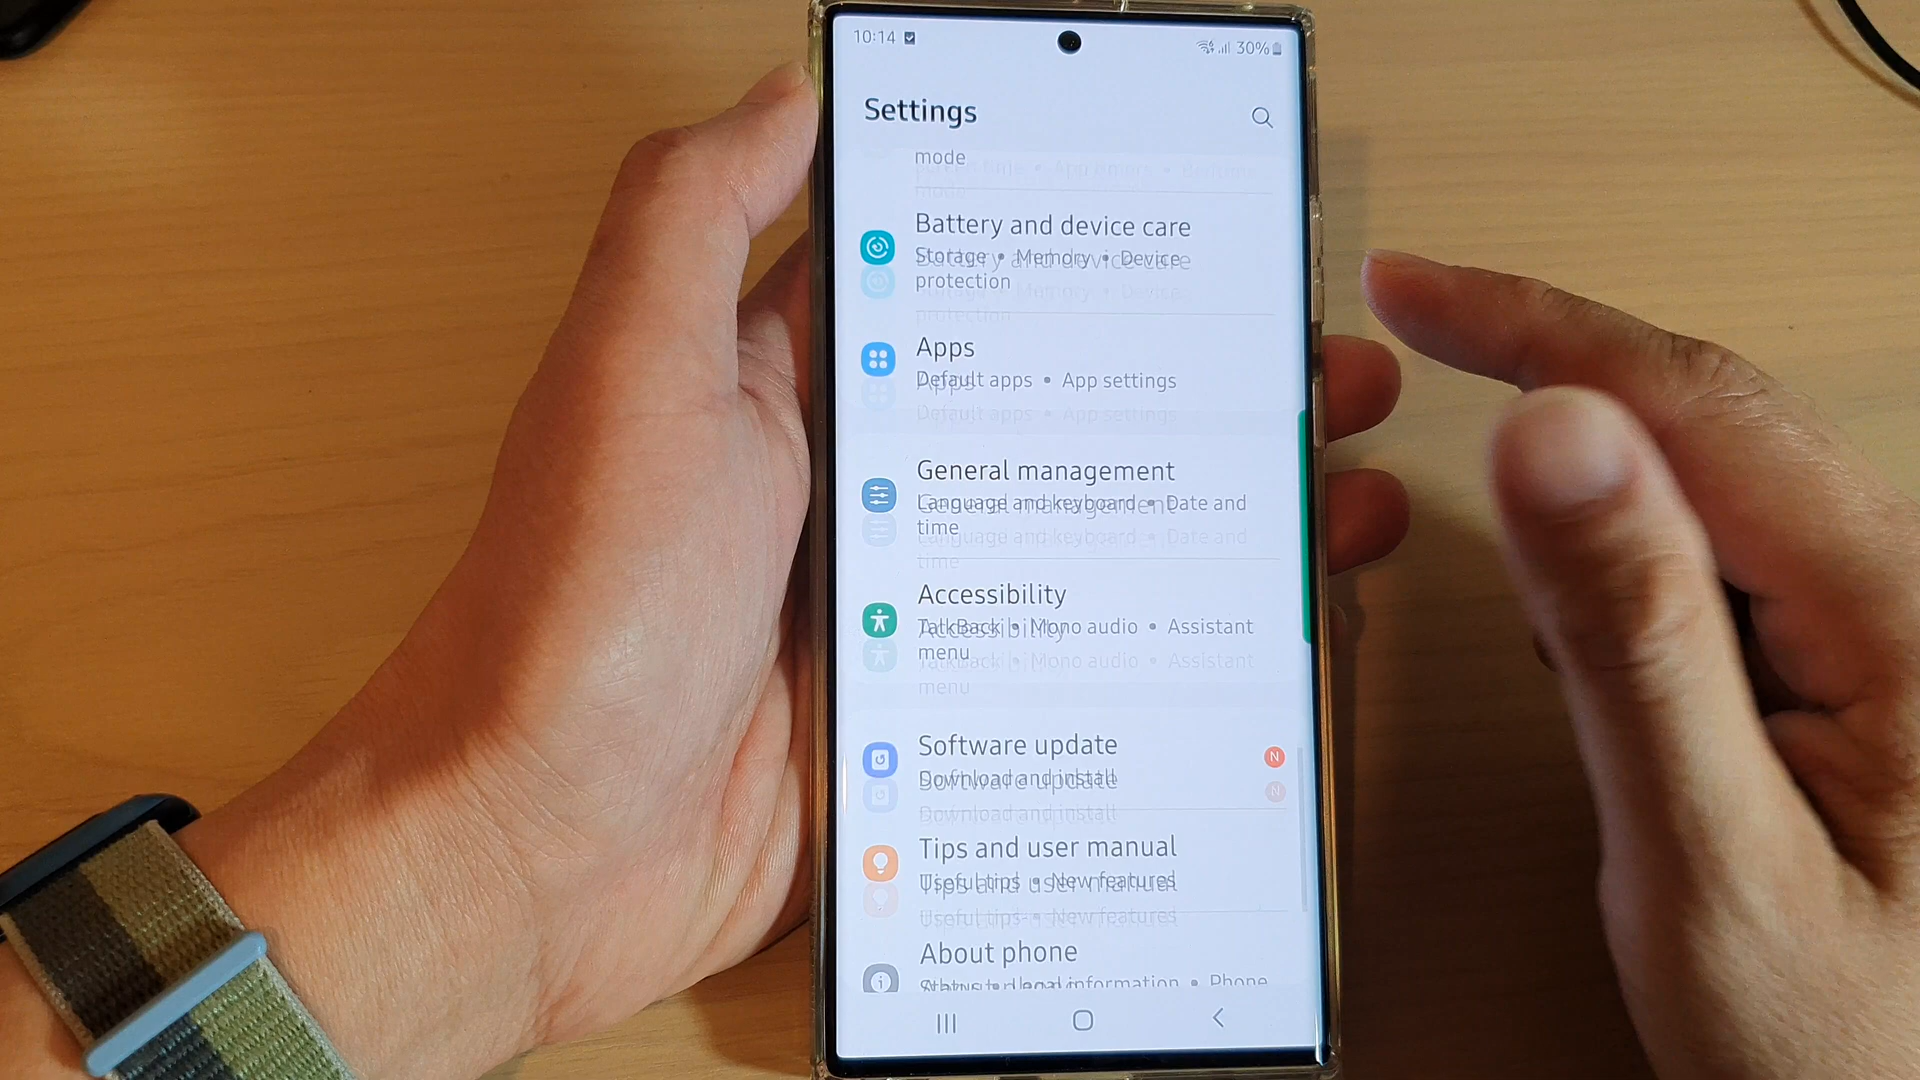 10:14
30%
Settings
mode
Battery and device care
Storage • Memory • Device
protection
Apps
Default apps • App settings
General management
Language and keyboard • Date and
time
Accessibility
TalkBack • Mono audio • Assistant
menu
Software update
N
Download and install
Tips and user manual
Useful tips • New features
About phone
Status • Legal information • Phone